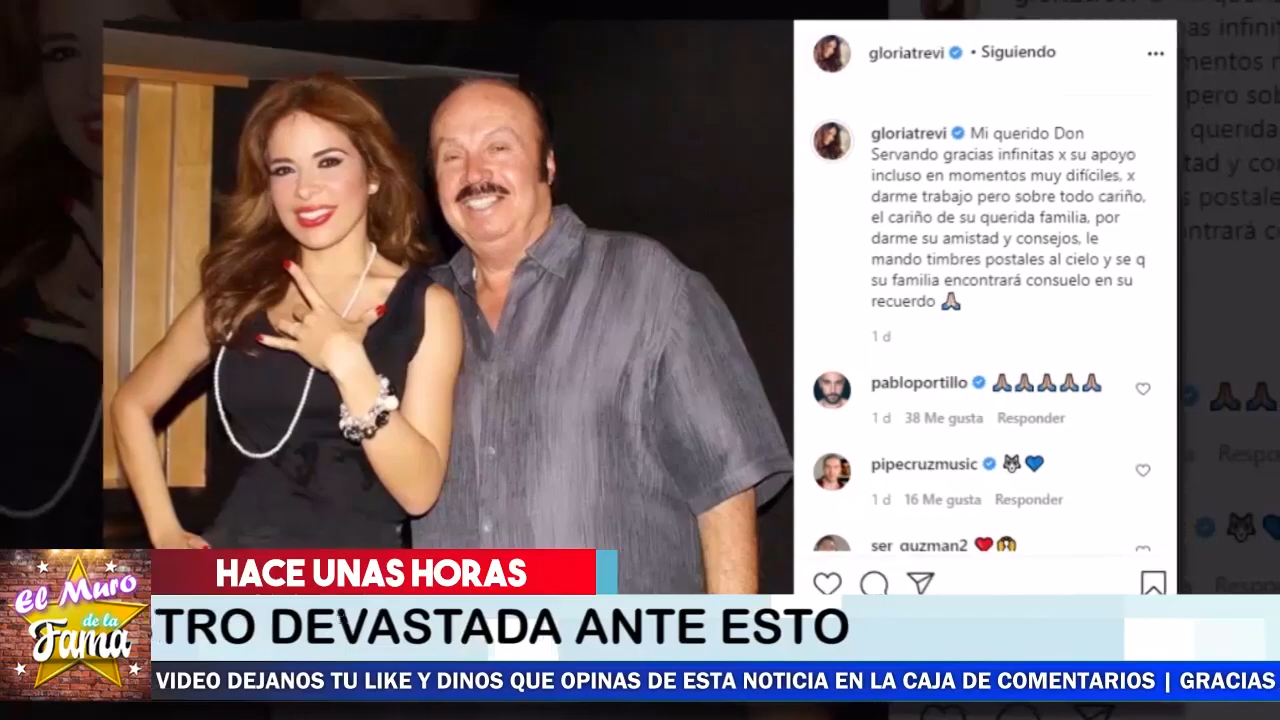 gloriatrevi • Siguiendo
gloriatrevi Mi querido Don
Servando gracias infinitas x su apoyo
incluso en momentos muy difíciles, x
darme trabajo pero sobre todo cariño,
el cariño de su querida familia, por
darme su amistad y consejos, le
mando timbres postales al cielo y se q
su familia encontrará consuelo en su
recuerdo 🙏🏽
1 d
pabloportillo 🙏🏽🙏🏽🙏🏽🙏🏽🙏🏽
1 d 38 Me gusta Responder
pipecruzmusic 🐺💙
1 d 16 Me gusta Responder
ser_guzman2 ❤️😱
HACE UNAS HORAS
El Muro
de la
Fama
TRO DEVASTADA ANTE ESTO
VIDEO DEJANOS TU LIKE Y DINOS QUE OPINAS DE ESTA NOTICIA EN LA CAJA DE COMENTARIOS | GRACIAS